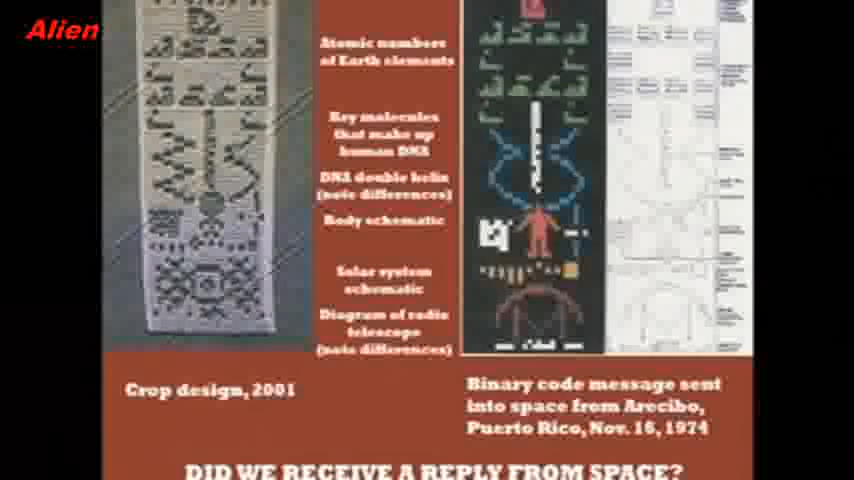 Alien
Atomic numbers
of Earth elements
Key molecules
that make up
human DNA
DNA double helix
(note differences)
Body schematic
Solar system
schematic
Diagram of radio
telescope
(note differences)
Crop design, 2001
Binary code message sent
into space from Arecibo,
Puerto Rico, Nov. 16, 1974
DID WE RECEIVE A REPLY FROM SPACE?